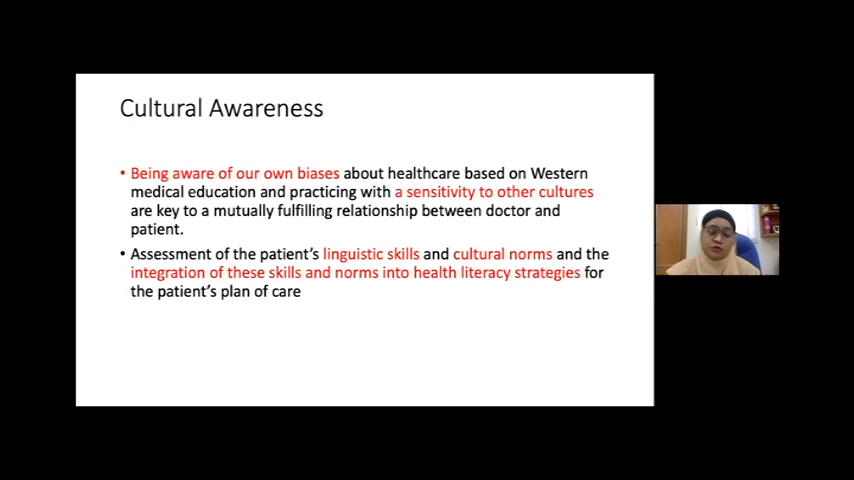 Cultural Awareness
• Being aware of our own biases about healthcare based on Western
medical education and practicing with a sensitivity to other cultures
are key to a mutually fulfilling relationship between doctor and
patient.
• Assessment of the patient's linguistic skills and cultural norms and the
integration of these skills and norms into health literacy strategies for
the patient's plan of care